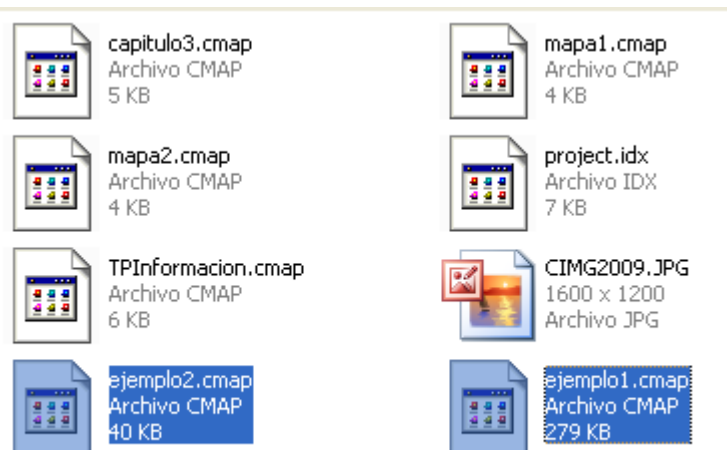 capitulo3.cmap
Archivo CMAP
5 KB
mapa1.cmap
Archivo CMAP
4 KB
mapa2.cmap
Archivo CMAP
4 KB
project.idx
Archivo IDX
7 KB
TPInformacion.cmap
Archivo CMAP
6 KB
CIMG2009.JPG
1600 x 1200
Archivo JPG
ejemplo2.cmap
Archivo CMAP
40 KB
ejemplo1.cmap
Archivo CMAP
279 KB